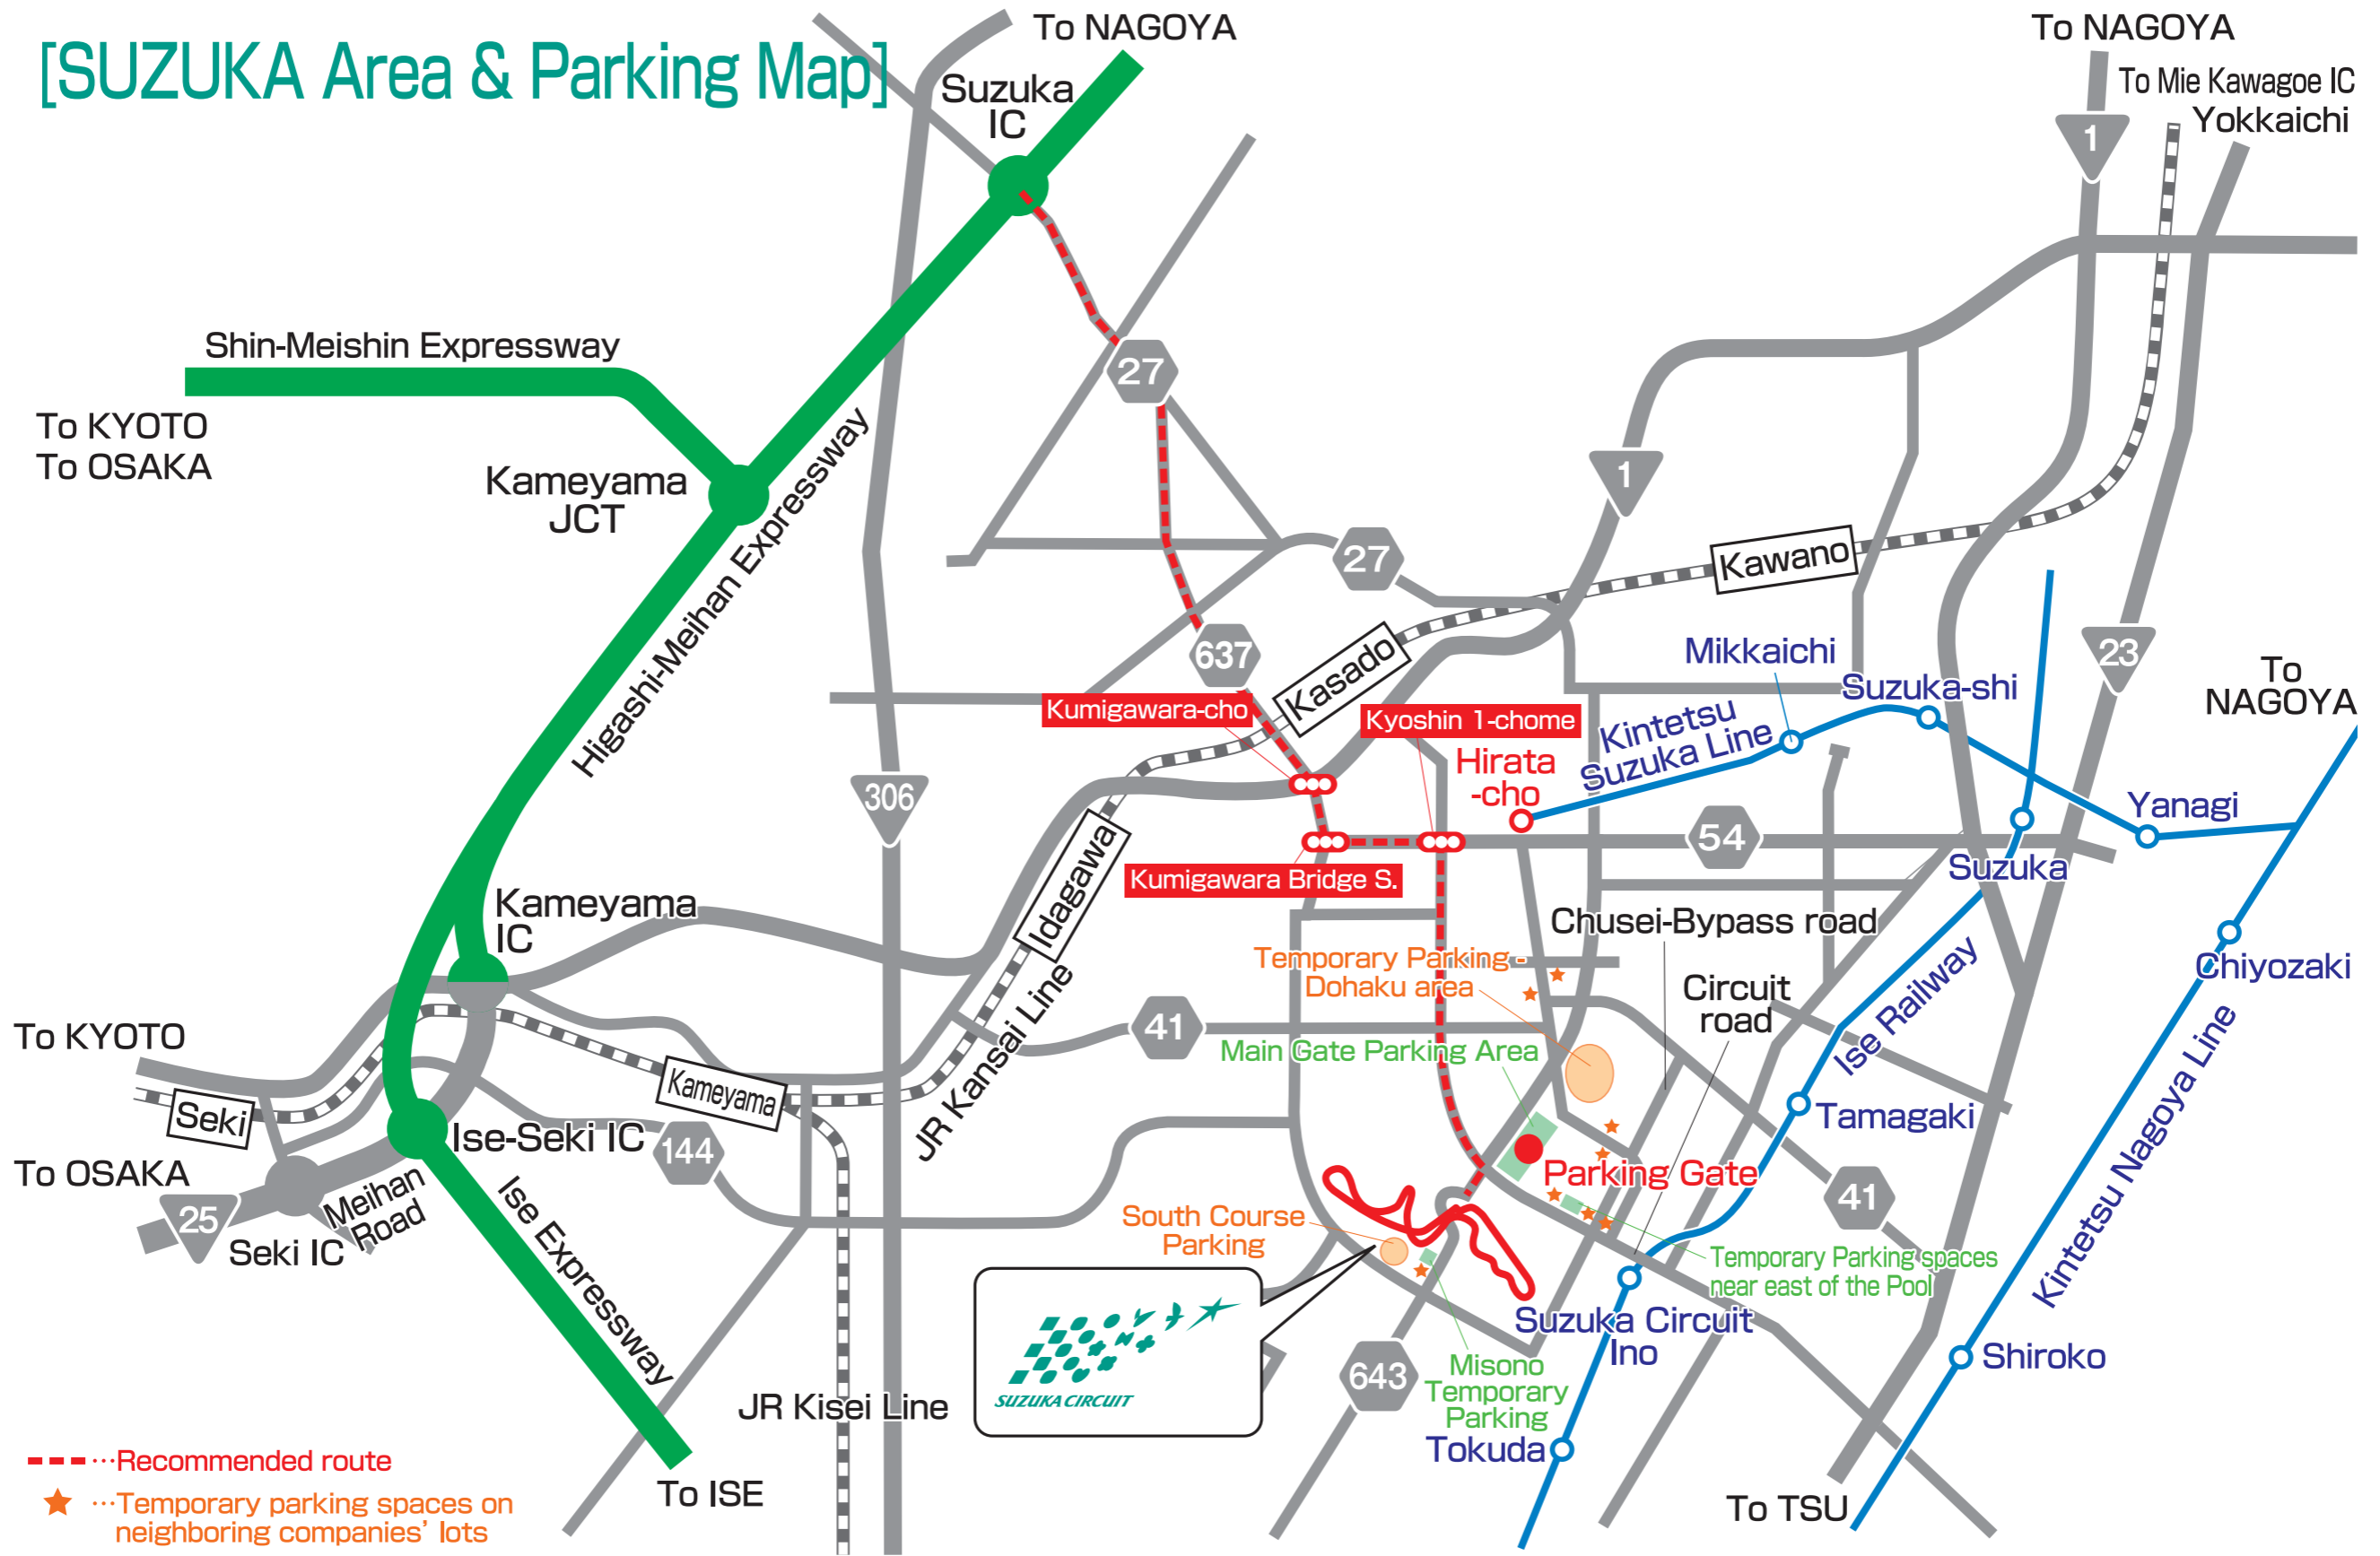 [SUZUKA Area & Parking Map]
To NAGOYA
Suzuka
IC
To NAGOYA
To Mie Kawagoe IC
Yokkaichi
1
Shin-Meishin Expressway
To KYOTO
To OSAKA
Kameyama
JCT
Higashi-Meihan Expressway
27
1
27
Kawano
637
Kasado
Mikkaichi
Suzuka-shi
23
To
NAGOYA
Kumigawara-cho
Kyoshin 1-chome
Kintetsu
Suzuka Line
Hirata
-cho
306
54
Yanagi
Idagawa
Kumigawara Bridge S.
Suzuka
Kameyama
IC
Chusei-Bypass road
Temporary Parking -
Dohaku area
Circuit
road
Chiyozaki
Ise Railway
To KYOTO
41
Main Gate Parking Area
JR Kansai Line
Kameyama
Seki
Ise-Seki IC
144
Tamagaki
Kintetsu Nagoya Line
To OSAKA
Parking Gate
41
25
Meihan
Road
Seki IC
Ise Expressway
South Course
Parking
Temporary Parking spaces
near east of the Pool
SUZUKA CIRCUIT
Suzuka Circuit
Ino
643
Misono
Temporary
Parking
Shiroko
JR Kisei Line
Tokuda
To ISE
To TSU
···Recommended route
···Temporary parking spaces on
neighboring companies' lots